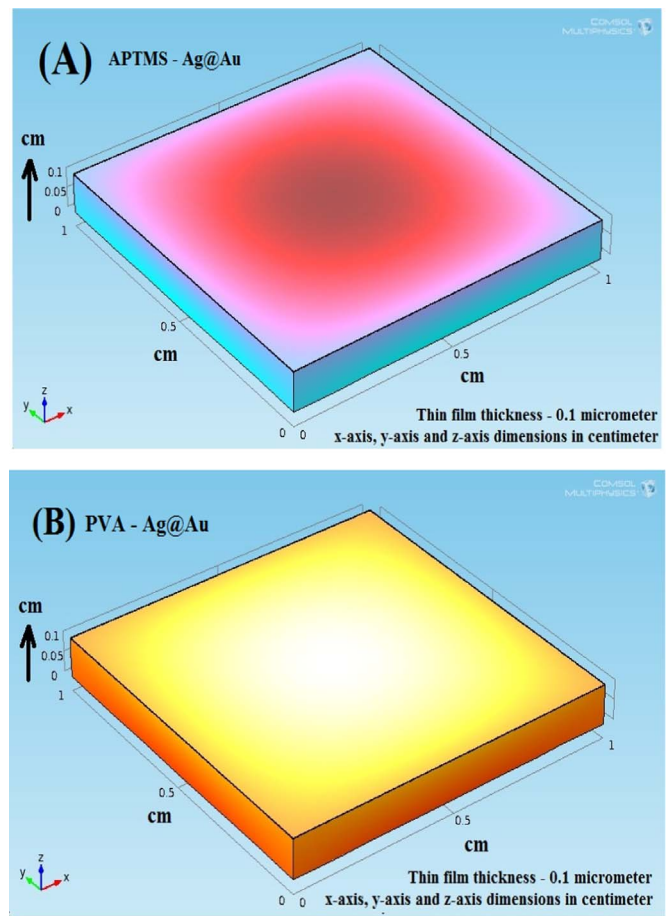 COMSOL
MULTIPHYSICS
(A) APTMS - Ag@Au
cm
0.1
0.05
0
1
0.5
cm
0
0
0.5
cm
1
y z x
Thin film thickness - 0.1 micrometer
x-axis, y-axis and z-axis dimensions in centimeter
COMSOL
MULTIPHYSICS
(B) PVA - Ag@Au
cm
0.1
0.05
0
1
0.5
cm
0
0
0.5
cm
1
y z x
Thin film thickness - 0.1 micrometer
x-axis, y-axis and z-axis dimensions in centimeter